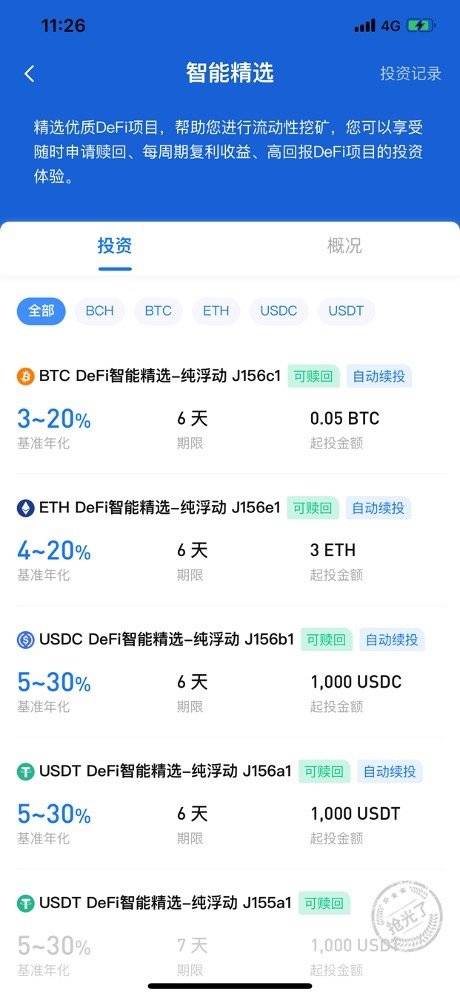 11:26
4G
智能精选
投资记录
精选优质DeFi项目，帮助您进行流动性挖矿，您可以享受
随时申请赎回、每周期复利收益、高回报DeFi项目的投资
体验。
投资
概况
全部 BCH BTC ETH USDC USDT
BTC DeFi智能精选-纯浮动 J156c1 可赎回 自动续投
3~20% 6 天 0.05 BTC
基准年化 期限 起投金额
ETH DeFi智能精选-纯浮动 J156e1 可赎回 自动续投
4~20% 6 天 3 ETH
基准年化 期限 起投金额
USDC DeFi智能精选-纯浮动 J156b1 可赎回 自动续投
5~30% 6 天 1,000 USDC
基准年化 期限 起投金额
USDT DeFi智能精选-纯浮动 J156a1 可赎回 自动续投
5~30% 6 天 1,000 USDT
基准年化 期限 起投金额
USDT DeFi智能精选-纯浮动 J155a1 可赎回
抢光了
5~30% 7 天 1,000 USDT
基准年化 期限 起投金额